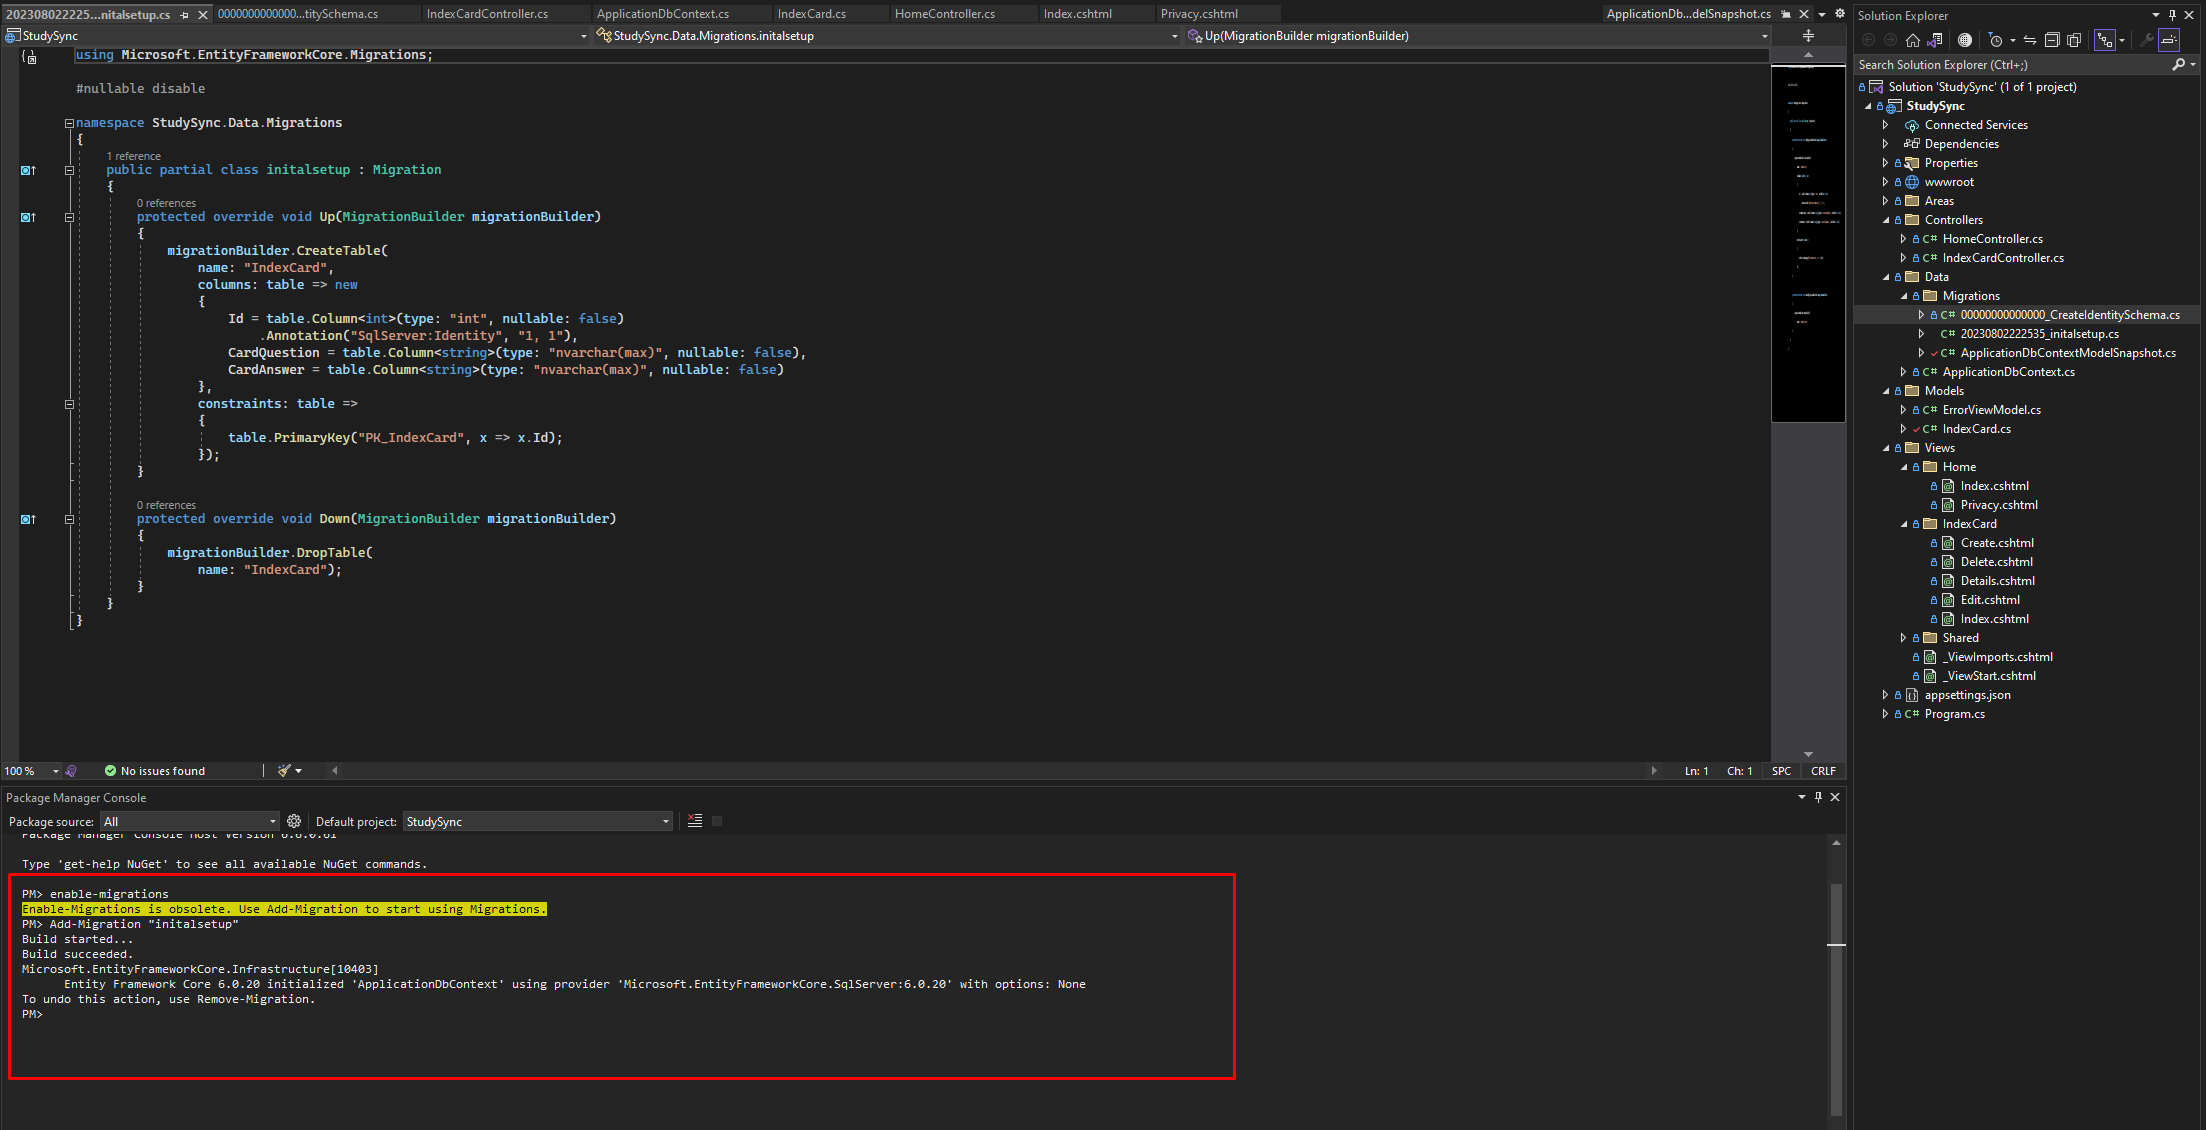 202308022225...nitalsetup.cs
0000000000000...titySchema.cs
IndexCardController.cs
ApplicationDbContext.cs
IndexCard.cs
HomeController.cs
Index.cshtml
Privacy.cshtml
ApplicationDb...delSnapshot.cs
StudySync
StudySync.Data.Migrations.initalsetup
Up(MigrationBuilder migrationBuilder)
using Microsoft.EntityFrameworkCore.Migrations;
#nullable disable
namespace StudySync.Data.Migrations
{
1 reference
public partial class initalsetup : Migration
{
0 references
protected override void Up(MigrationBuilder migrationBuilder)
{
migrationBuilder.CreateTable(
name: "IndexCard",
columns: table => new
{
Id = table.Column<int>(type: "int", nullable: false)
.Annotation("SqlServer:Identity", "1, 1"),
CardQuestion = table.Column<string>(type: "nvarchar(max)", nullable: false),
CardAnswer = table.Column<string>(type: "nvarchar(max)", nullable: false)
},
constraints: table =>
{
table.PrimaryKey("PK_IndexCard", x => x.Id);
});
}
0 references
protected override void Down(MigrationBuilder migrationBuilder)
{
migrationBuilder.DropTable(
name: "IndexCard");
}
}
}
100 %
No issues found
Ln: 1
Ch: 1
SPC
CRLF
Package Manager Console
Package source:
All
Default project:
StudySync
Package Manager Console Host Version 6.6.0.61
Type 'get-help NuGet' to see all available NuGet commands.
PM> enable-migrations
Enable-Migrations is obsolete. Use Add-Migration to start using Migrations.
PM> Add-Migration "initalsetup"
Build started...
Build succeeded.
Microsoft.EntityFrameworkCore.Infrastructure[10403]
Entity Framework Core 6.0.20 initialized 'ApplicationDbContext' using provider 'Microsoft.EntityFrameworkCore.SqlServer:6.0.20' with options: None
To undo this action, use Remove-Migration.
PM>
Solution Explorer
Search Solution Explorer (Ctrl+;)
Solution 'StudySync' (1 of 1 project)
StudySync
Connected Services
Dependencies
Properties
wwwroot
Areas
Controllers
C# HomeController.cs
C# IndexCardController.cs
Data
Migrations
C# 00000000000000_CreateIdentitySchema.cs
C# 20230802222535_initalsetup.cs
C# ApplicationDbContextModelSnapshot.cs
C# ApplicationDbContext.cs
Models
C# ErrorViewModel.cs
C# IndexCard.cs
Views
Home
Index.cshtml
Privacy.cshtml
IndexCard
Create.cshtml
Delete.cshtml
Details.cshtml
Edit.cshtml
Index.cshtml
Shared
_ViewImports.cshtml
_ViewStart.cshtml
appsettings.json
C# Program.cs